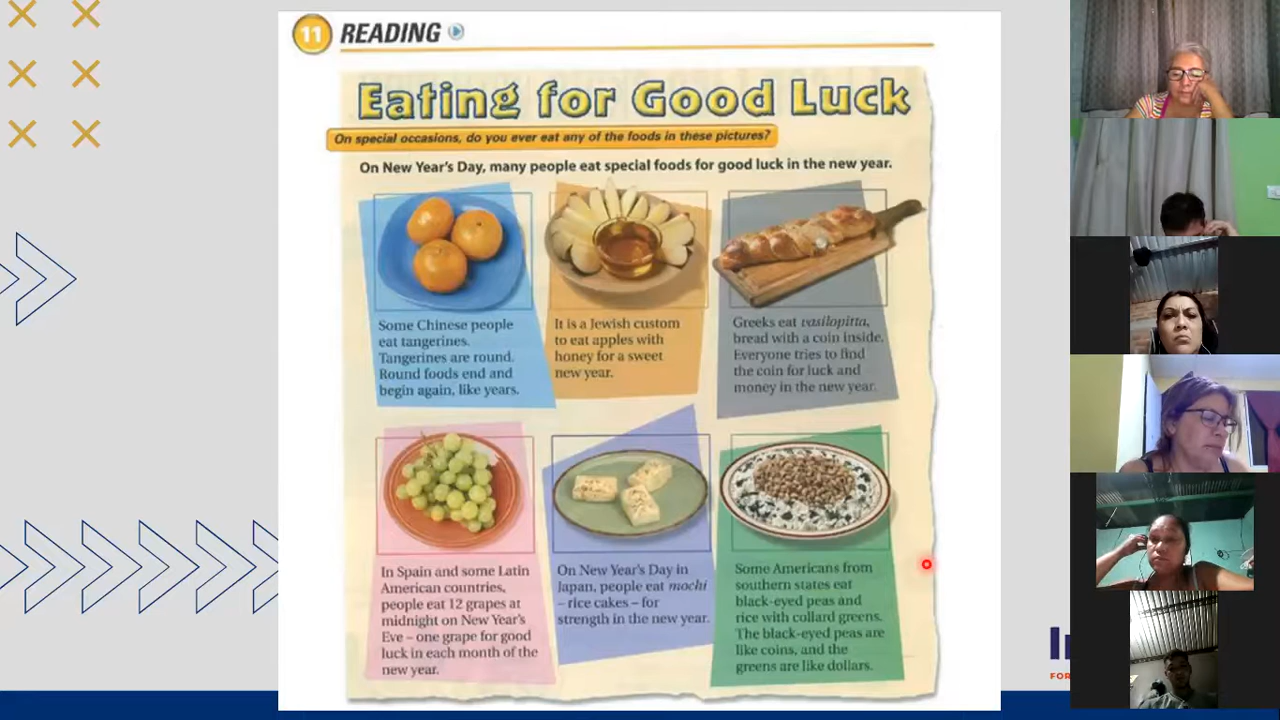 11 READING
Eating for Good Luck
On special occasions, do you ever eat any of the foods in these pictures?
On New Year's Day, many people eat special foods for good luck in the new year.
Some Chinese people
eat tangerines.
Tangerines are round.
Round foods end and
begin again, like years.
It is a Jewish custom
to eat apples with
honey for a sweet
new year.
Greeks eat vasilopitta,
bread with a coin inside.
Everyone tries to find
the coin for luck and
money in the new year.
In Spain and some Latin
American countries,
people eat 12 grapes at
midnight on New Year's
Eve – one grape for good
luck in each month of the
new year.
On New Year's Day in
Japan, people eat mochi
– rice cakes – for
strength in the new year.
Some Americans from
southern states eat
black-eyed peas and
rice with collard greens.
The black-eyed peas are
like coins, and the
greens are like dollars.